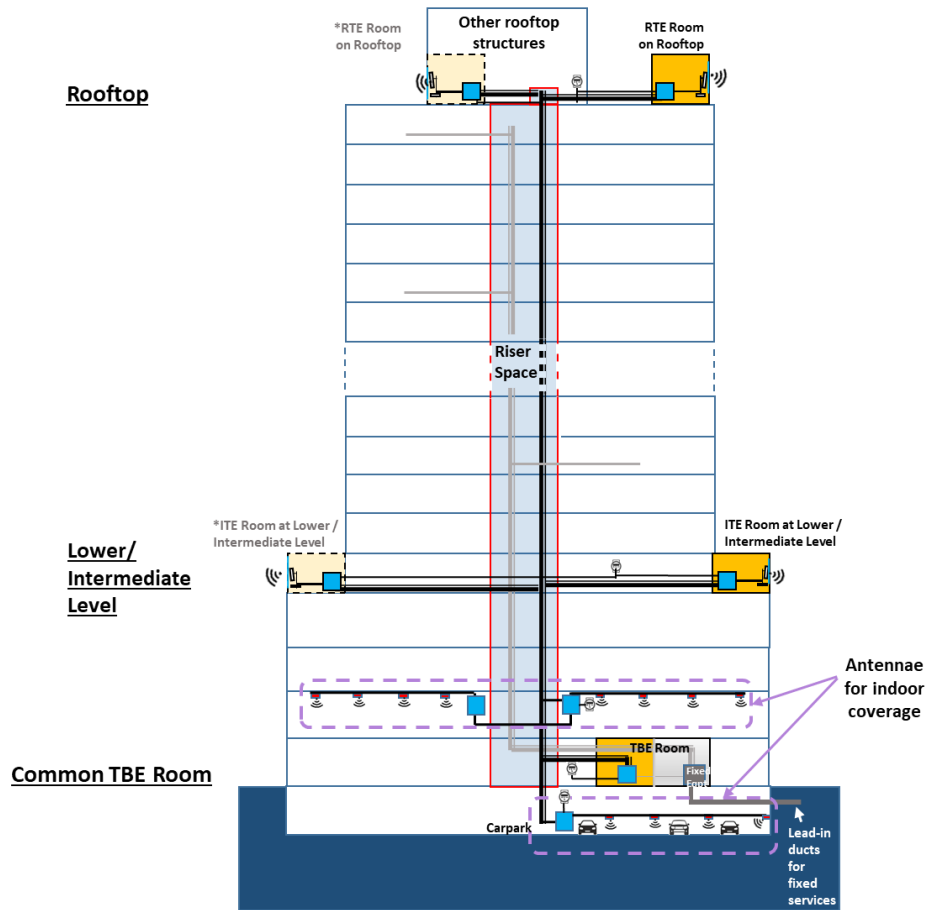 Other rooftop
structures
*RTE Room
on Rooftop
RTE Room
on Rooftop
Rooftop
Riser
Space
*ITE Room at Lower /
Intermediate Level
ITE Room at Lower /
Intermediate Level
Lower/
Intermediate
Level
Antennae
for indoor
coverage
TBE Room
Fixed
Eqpt
Common TBE Room
Carpark
Lead-in
ducts
for
fixed
services